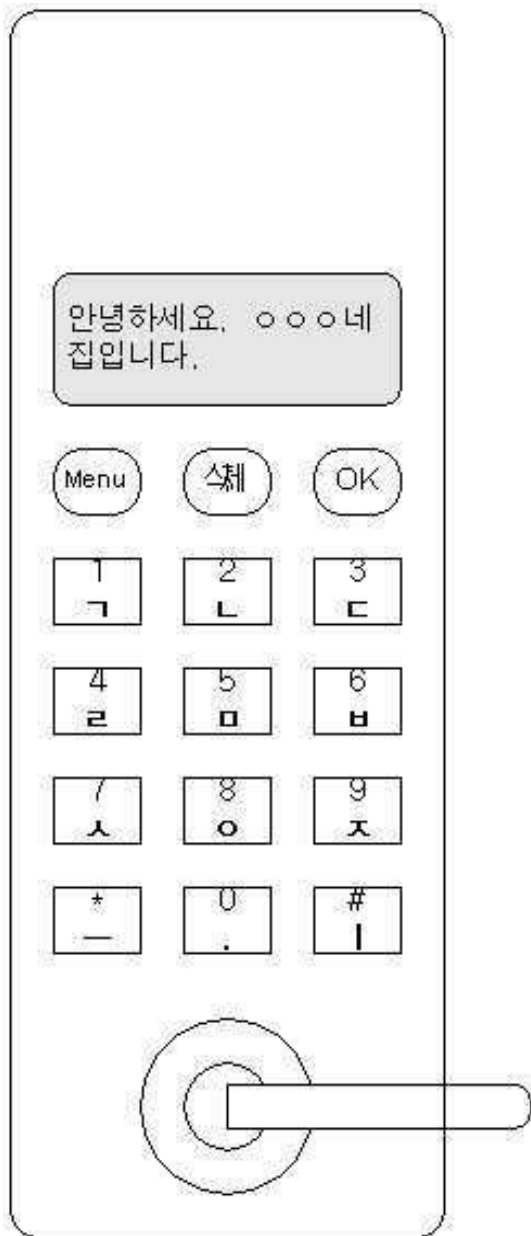 안녕하세요. ㅇㅇㅇ네
집입니다.
Menu 삭제 OK
1 2 3
ㄱ ㄴ ㄷ
4 5 6
ㄹ ㅁ ㅂ
7 8 9
ㅅ ㅇ ㅈ
* 0 #
ㅡ . ㅣ